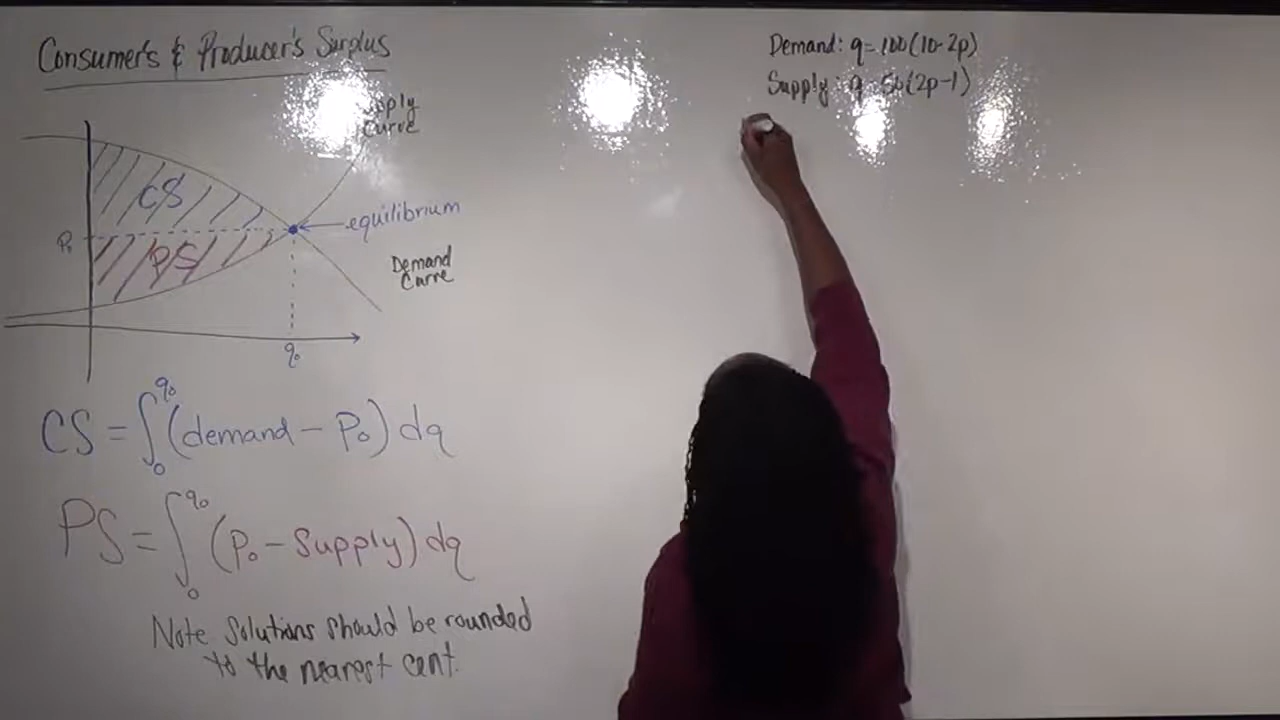 Consumer's & Producer's Surplus
Demand: q = 100(10-2p)
Supply: q = 50(2p-1)
Curve
CS
equilibrium
P₀
PS
Demand
Curve
q₀
CS = ∫₀^q₀ (demand - P₀) dq
PS = ∫₀^q₀ (P₀ - Supply) dq
Note Solutions should be rounded
to the nearest cent.